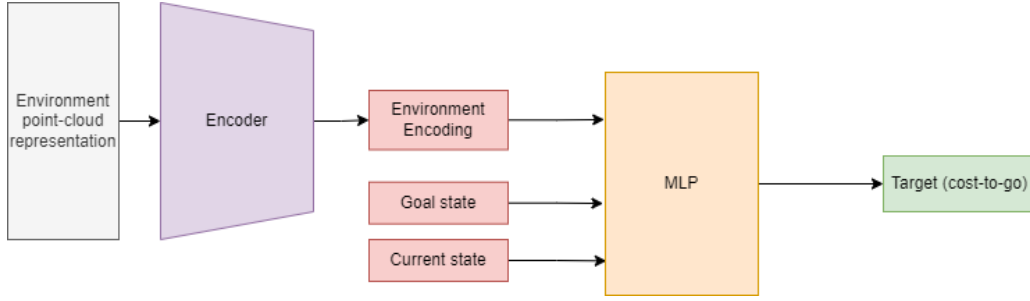 Environment
point-cloud
representation
Encoder
Environment
Encoding
Goal state
Current state
MLP
Target (cost-to-go)